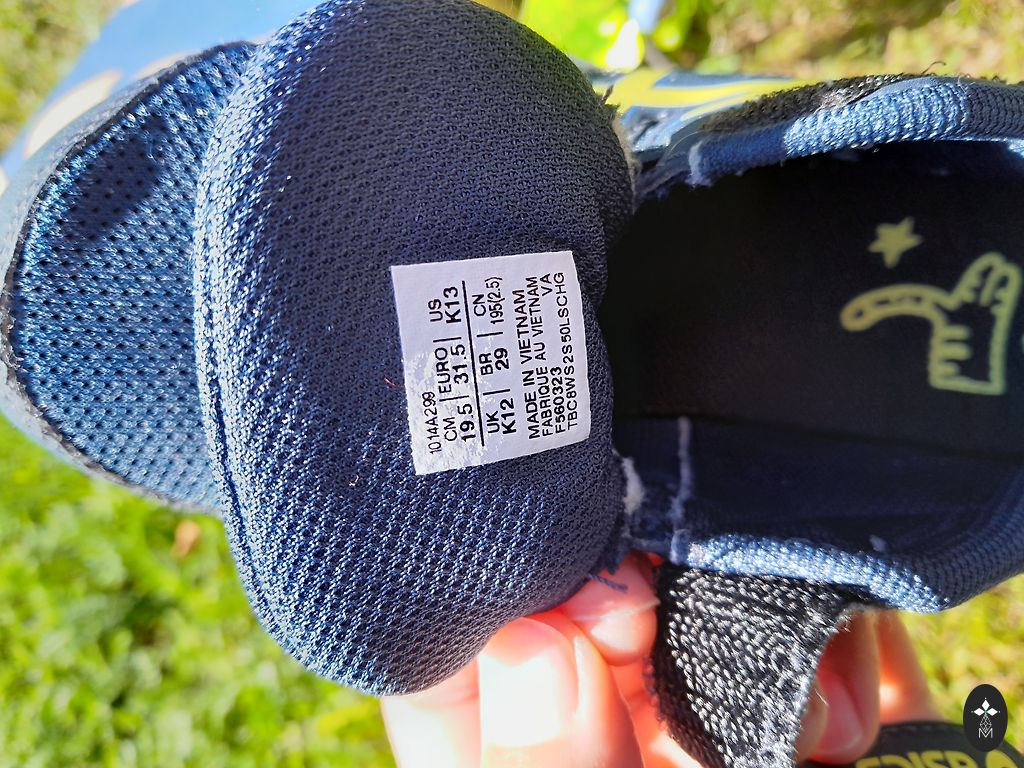 1014A299
CM | EURO | US
19.5 | 31.5 | K13
UK | BR | CN
K12 | 29 | 195(2.5)
MADE IN VIETNAM
FABRIQUE AU VIETNAM
F560323 VA
TBC8WS2S50LSCHG
asics
M